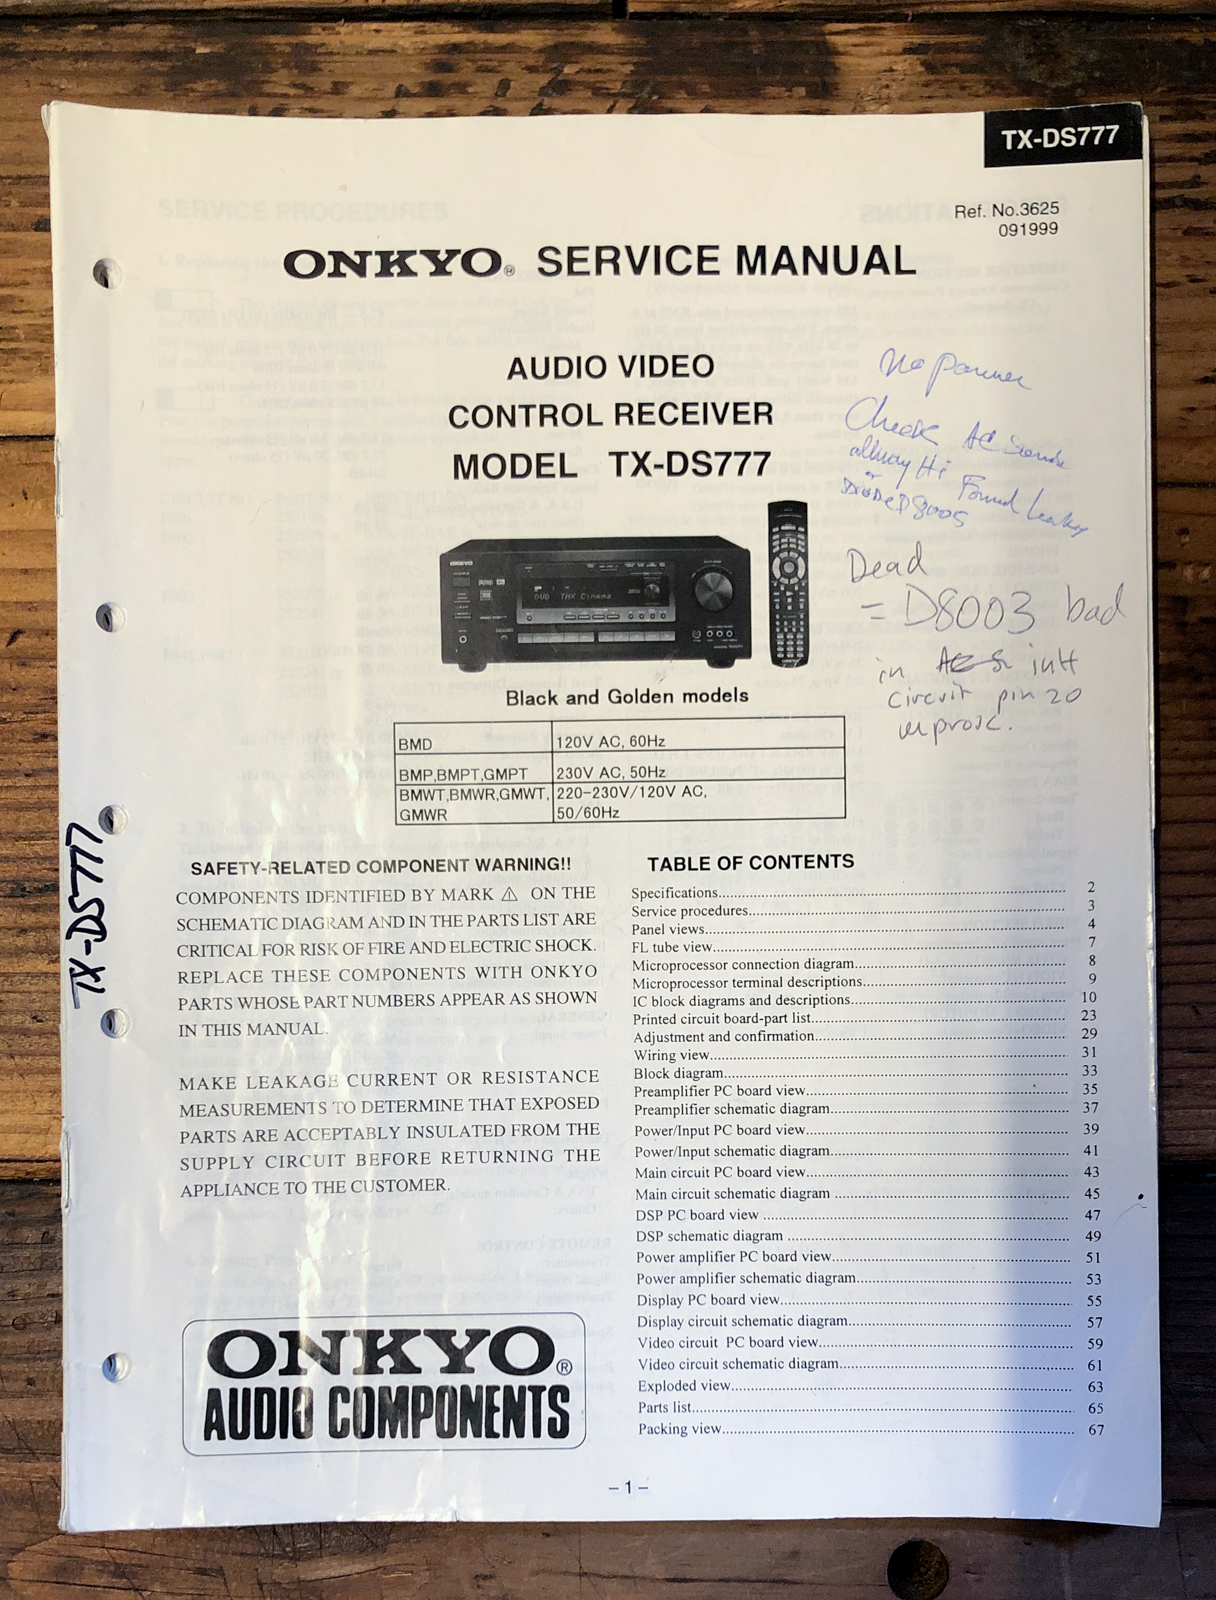 TX-DS777
Ref. No.3625
091999
ONKYO® SERVICE MANUAL
AUDIO VIDEO
CONTROL RECEIVER
MODEL TX-DS777
No power
Check AC Sense
allway Hi Found Leaky
or
DiODE D8005
Dead
= D8003 bad
in inH
circuit pin 20
ONKYO
DVD THX Cinema
Black and Golden models
BMD 120V AC, 60Hz
BMP,BMPT,GMPT 230V AC, 50Hz
BMWT,BMWR,GMWT, 220-230V/120V AC,
GMWR 50/60Hz
TX-DS777
SAFETY-RELATED COMPONENT WARNING!!
COMPONENTS IDENTIFIED BY MARK ⚠ ON THE
SCHEMATIC DIAGRAM AND IN THE PARTS LIST ARE
CRITICAL FOR RISK OF FIRE AND ELECTRIC SHOCK.
REPLACE THESE COMPONENTS WITH ONKYO
PARTS WHOSE PART NUMBERS APPEAR AS SHOWN
IN THIS MANUAL.
MAKE LEAKAGE CURRENT OR RESISTANCE
MEASUREMENTS TO DETERMINE THAT EXPOSED
PARTS ARE ACCEPTABLY INSULATED FROM THE
SUPPLY CIRCUIT BEFORE RETURNING THE
APPLIANCE TO THE CUSTOMER.
ONKYO®
AUDIO COMPONENTS
TABLE OF CONTENTS
Specifications 2
Service procedures 3
Panel views 4
FL tube view 7
Microprocessor connection diagram 8
Microprocessor terminal descriptions 9
IC block diagrams and descriptions 10
Printed circuit board-part list 23
Adjustment and confirmation 29
Wiring view 31
Block diagram 33
Preamplifier PC board view 35
Preamplifier schematic diagram 37
Power/Input PC board view 39
Power/Input schematic diagram 41
Main circuit PC board view 43
Main circuit schematic diagram 45
DSP PC board view 47
DSP schematic diagram 49
Power amplifier PC board view 51
Power amplifier schematic diagram 53
Display PC board view 55
Display circuit schematic diagram 57
Video circuit PC board view 59
Video circuit schematic diagram 61
Exploded view 63
Parts list 65
Packing view 67
– 1 –